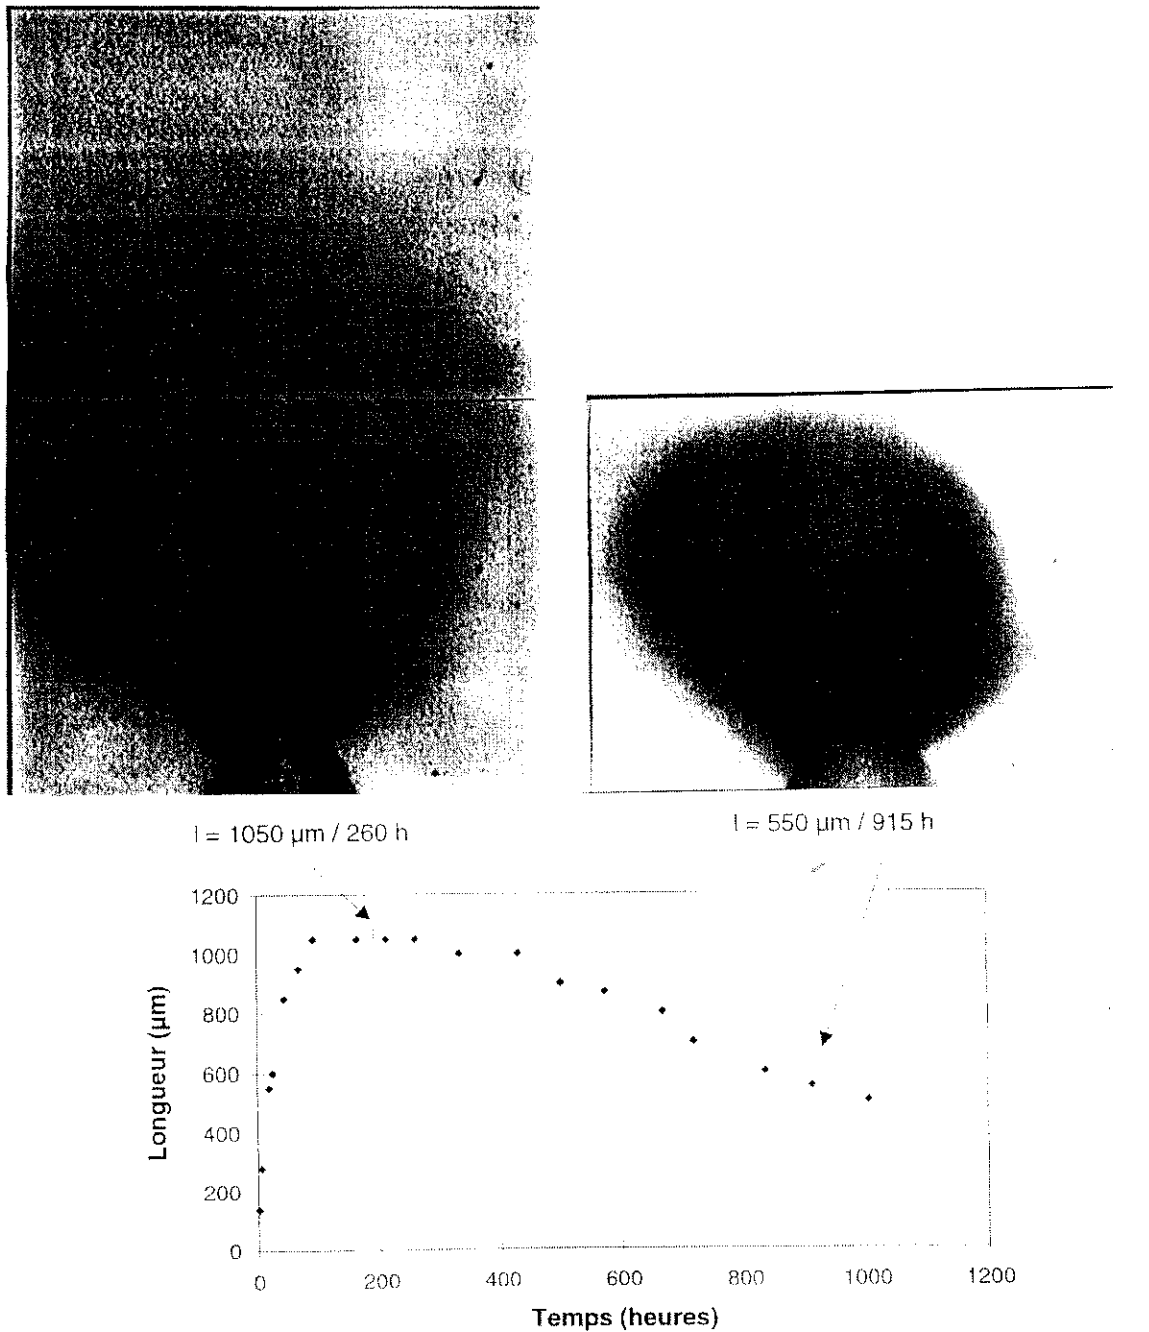 l = 1050 µm / 260 h
l = 550 µm / 915 h
1200
1000
800
600
400
200
0
Longueur (µm)
0 200 400 600 800 1000 1200
Temps (heures)